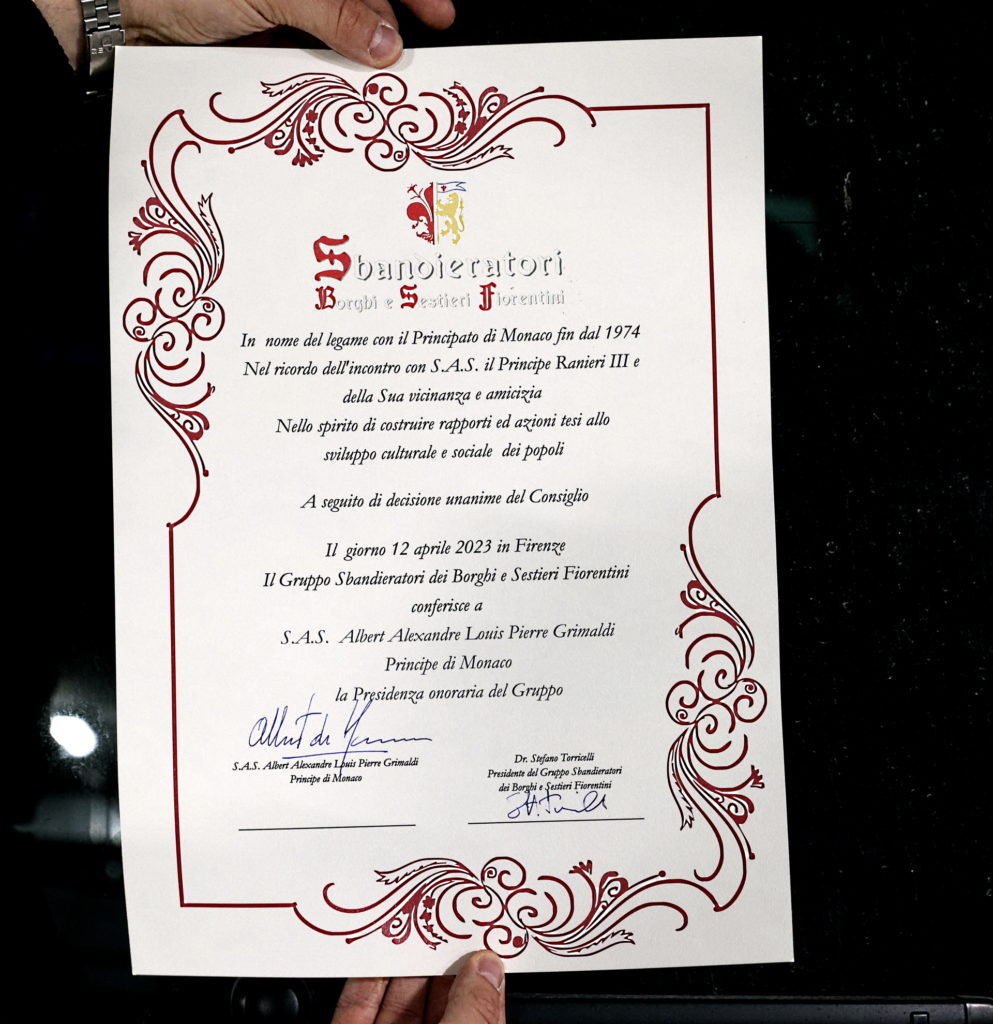 Sbandieratori
Borghi e Sestieri Fiorentini
In nome del legame con il Principato di Monaco fin dal 1974
Nel ricordo dell'incontro con S.A.S. il Principe Ranieri III e
della Sua vicinanza e amicizia
Nello spirito di costruire rapporti ed azioni tesi allo
sviluppo culturale e sociale dei popoli
A seguito di decisione unanime del Consiglio
Il giorno 12 aprile 2023 in Firenze
Il Gruppo Sbandieratori dei Borghi e Sestieri Fiorentini
conferisce a
S.A.S. Albert Alexandre Louis Pierre Grimaldi
Principe di Monaco
la Presidenza onoraria del Gruppo
Albert de
S.A.S. Albert Alexandre Louis Pierre Grimaldi
Principe di Monaco
Dr. Stefano Torricelli
Presidente del Gruppo Sbandieratori
dei Borghi e Sestieri Fiorentini